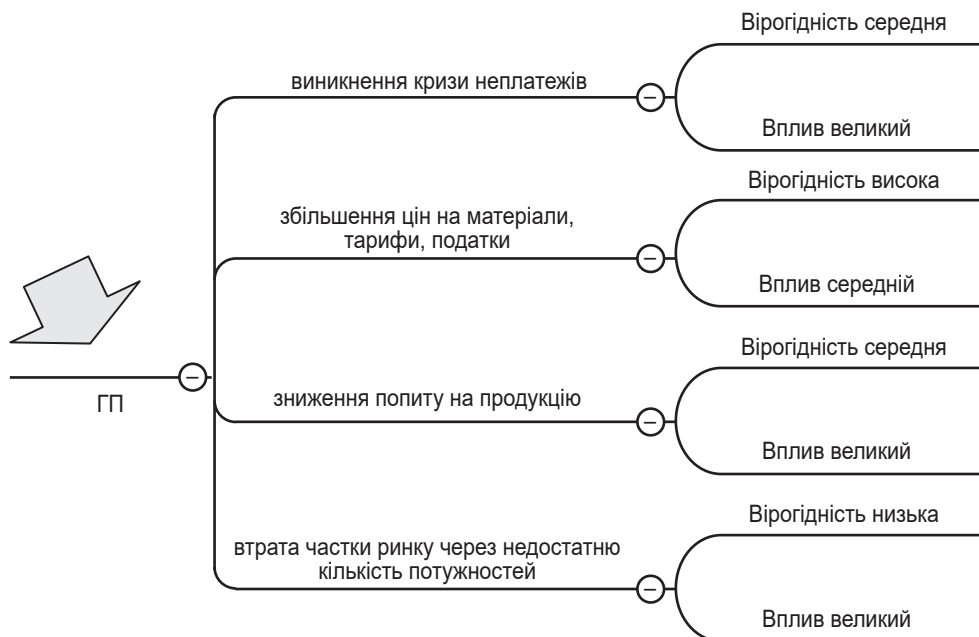 Вірогідність середня
виникнення кризи неплатежів
Вплив великий
Вірогідність висока
збільшення цін на матеріали,
тарифи, податки
Вплив середній
Вірогідність середня
ГП
зниження попиту на продукцію
Вплив великий
Вірогідність низька
втрата частки ринку через недостатню
кількість потужностей
Вплив великий